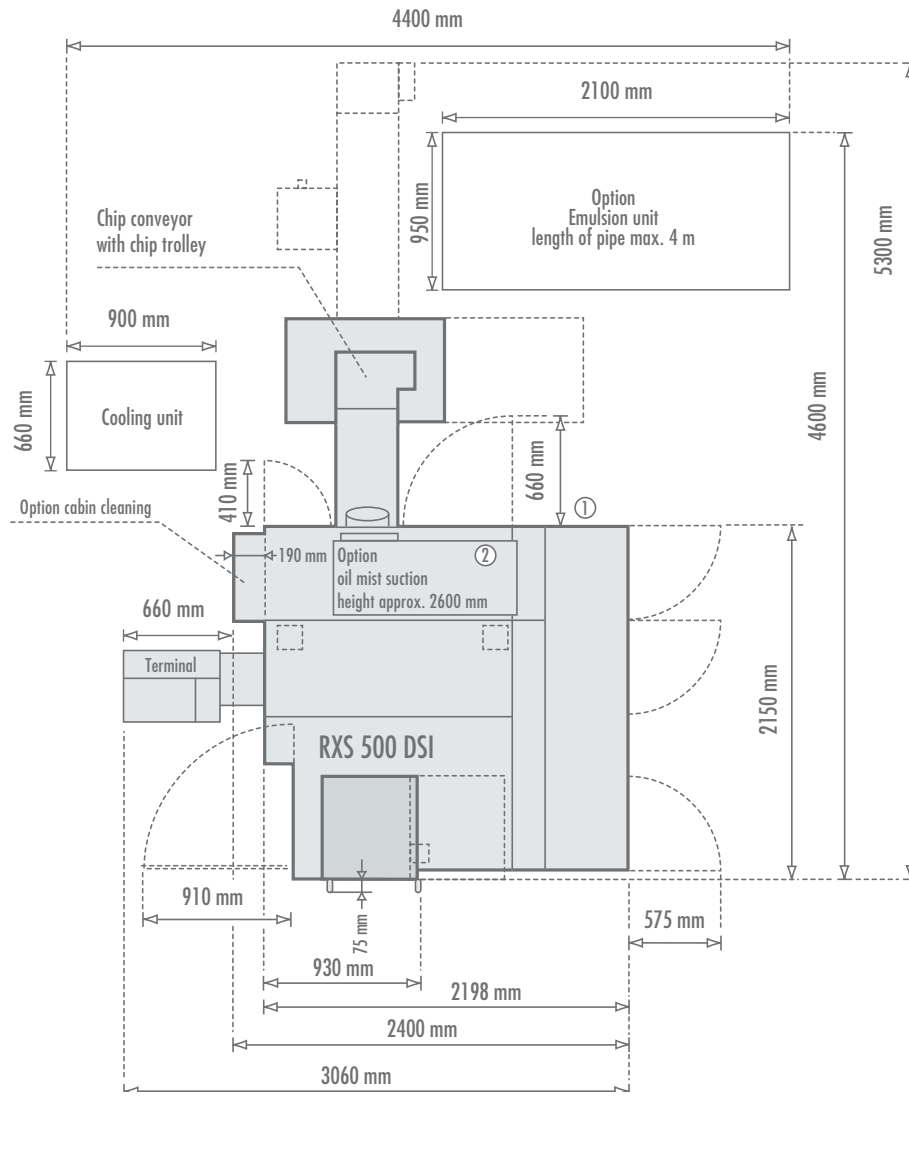 4400 mm
2100 mm
Option
Emulsion unit
length of pipe max. 4 m
950 mm
5300 mm
Chip conveyor
with chip trolley
900 mm
660 mm
Cooling unit
4600 mm
410 mm
660 mm
1
Option cabin cleaning
190 mm
Option
2
oil mist suction
height approx. 2600 mm
660 mm
Terminal
2150 mm
RXS 500 DSI
910 mm
75 mm
575 mm
930 mm
2198 mm
2400 mm
3060 mm